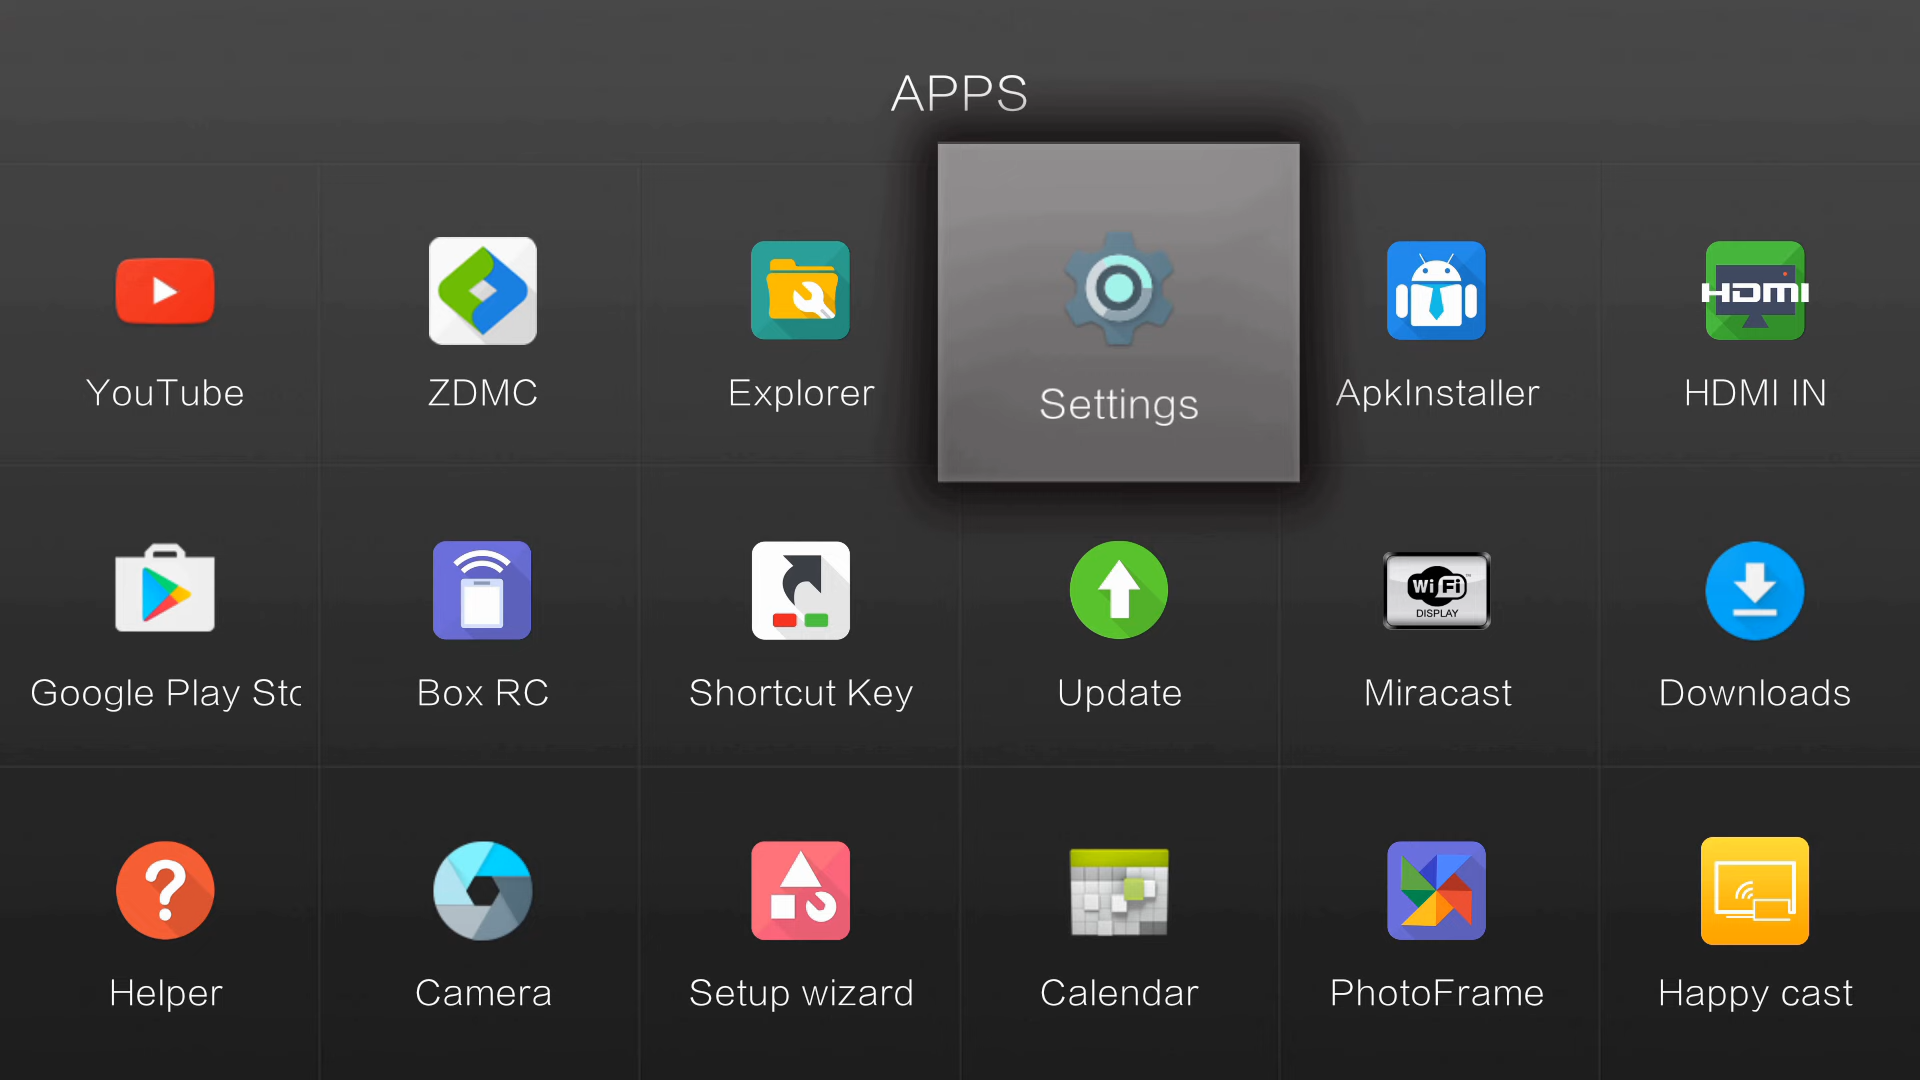 APPS
YouTube
ZDMC
Explorer
Settings
ApkInstaller
HDMI
HDMI IN
Google Play Sto
Box RC
Shortcut Key
Update
Wi Fi
DISPLAY
Miracast
Downloads
Helper
Camera
Setup wizard
Calendar
PhotoFrame
Happy cast